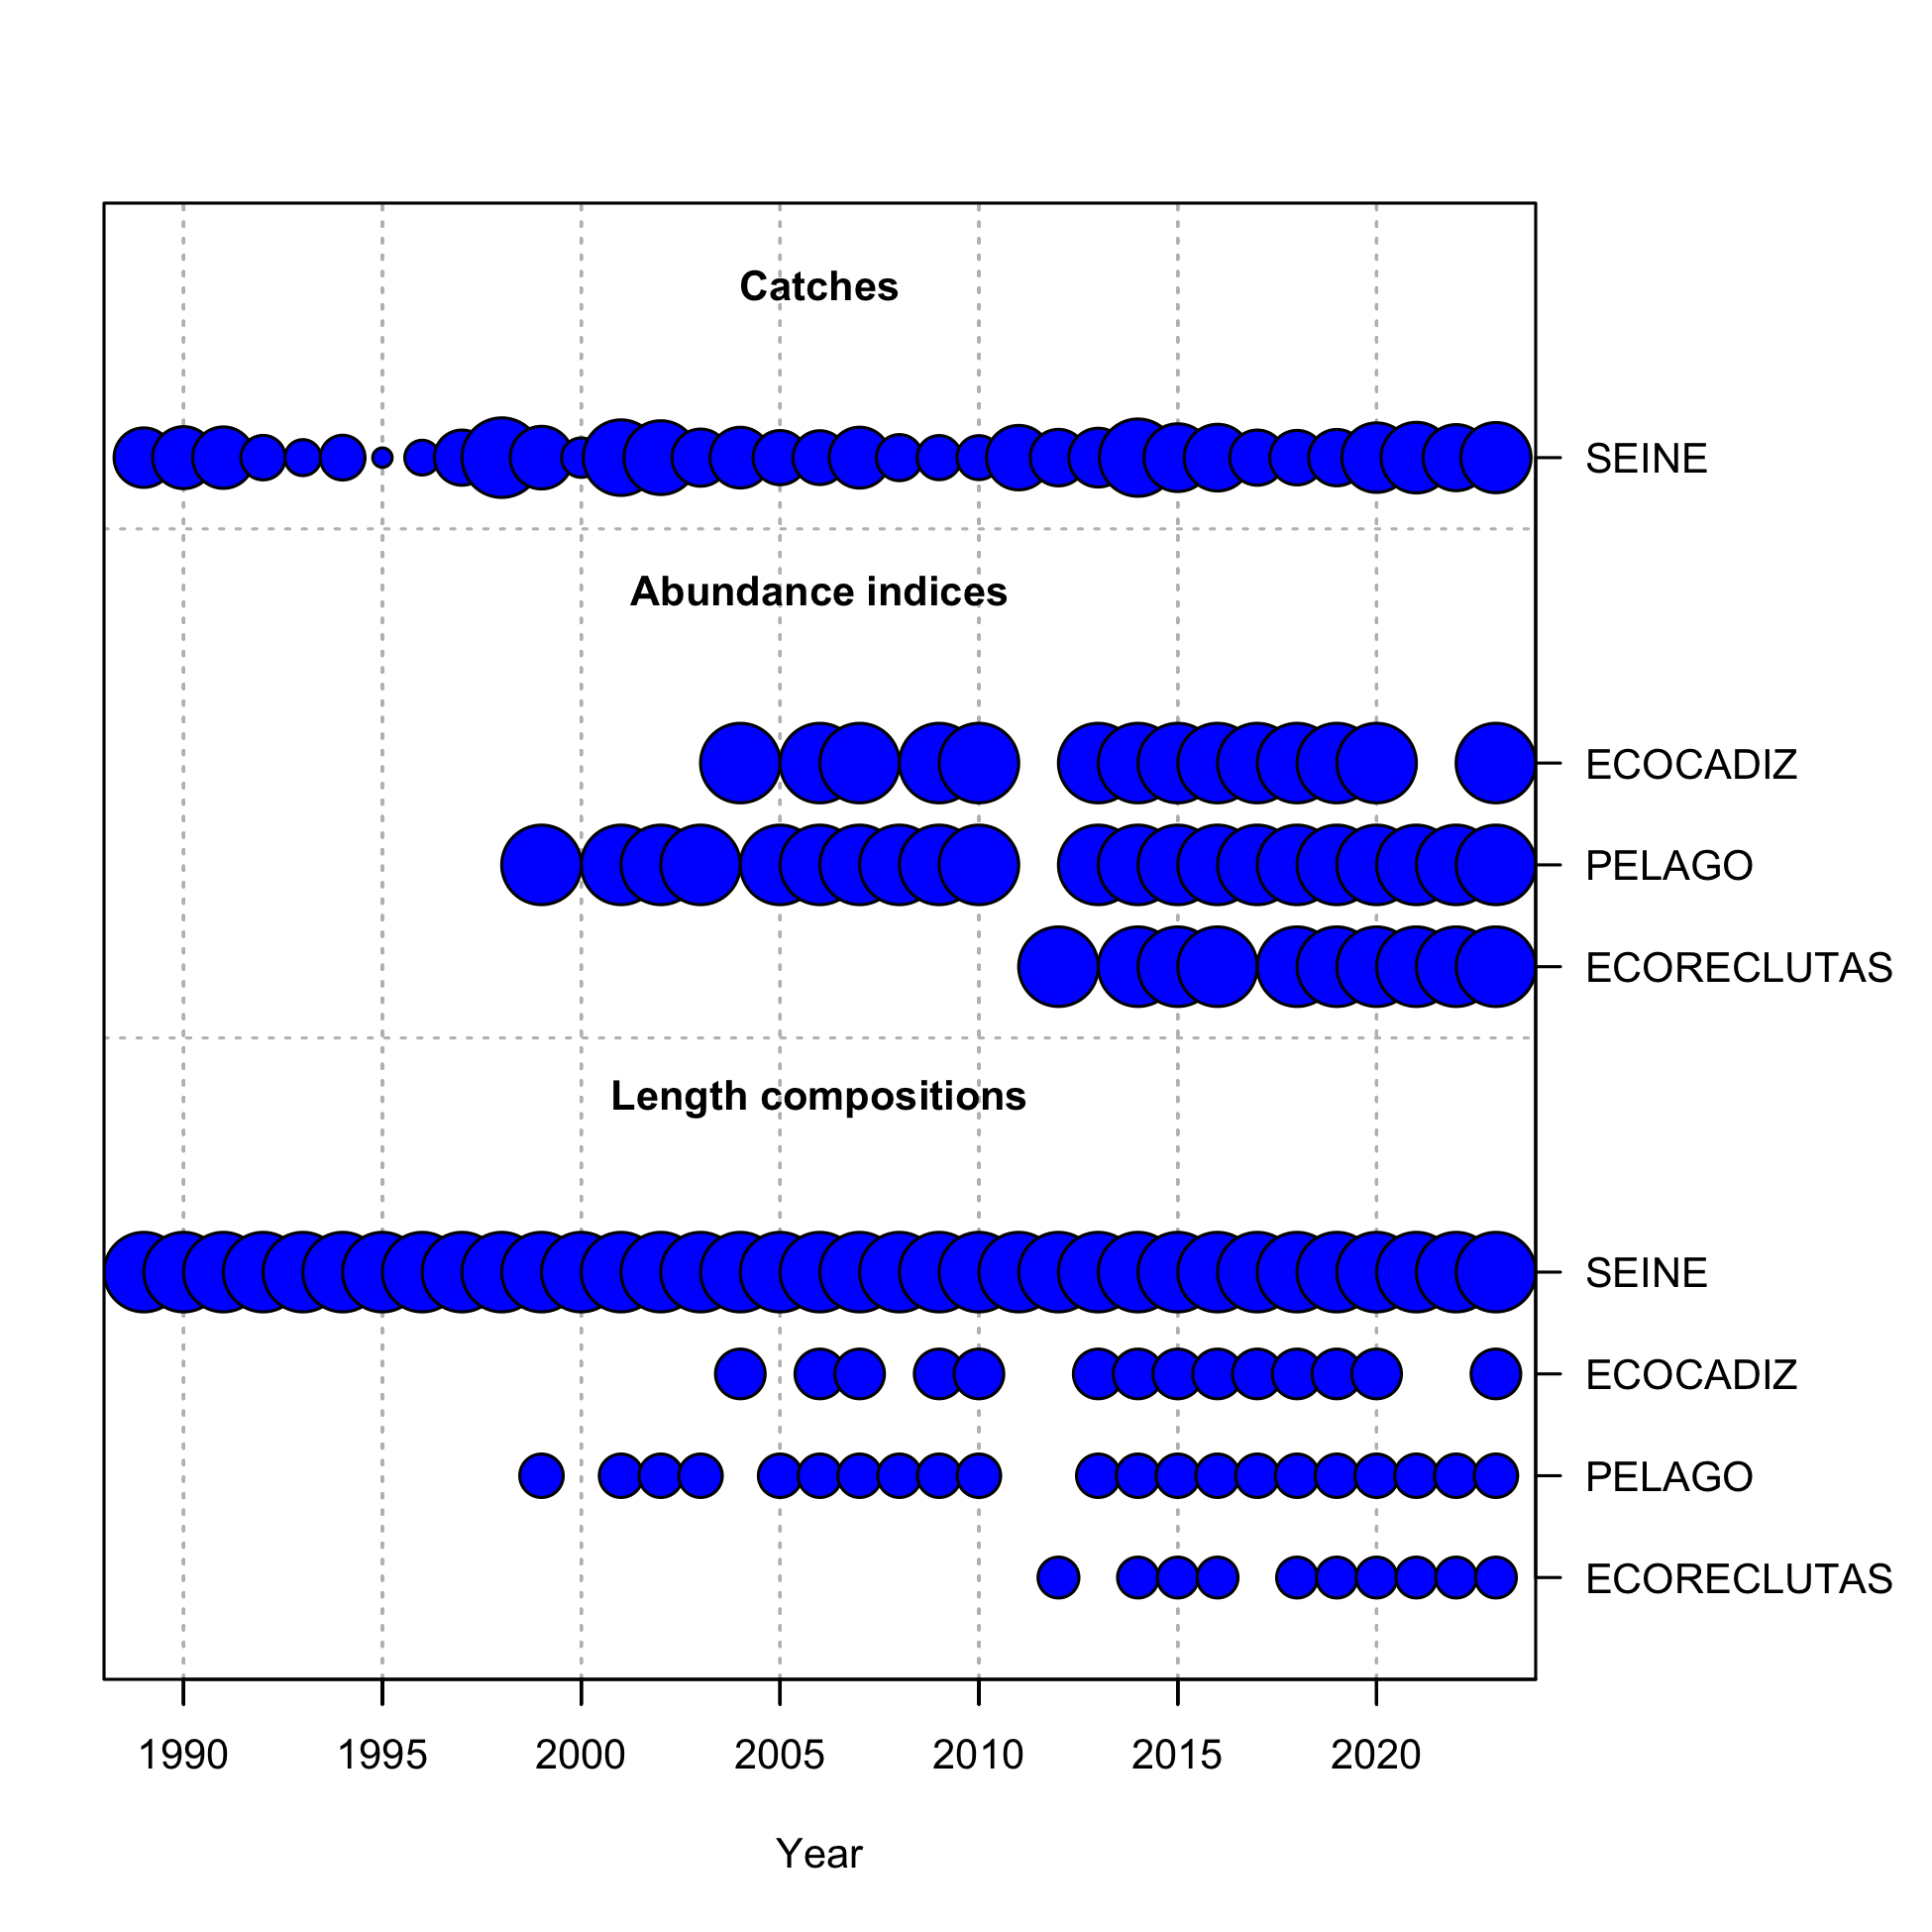 Catches
SEINE
Abundance indices
ECOCADIZ
PELAGO
ECORECLUTAS
Length compositions
SEINE
ECOCADIZ
PELAGO
ECORECLUTAS
1990 1995 2000 2005 2010 2015 2020
Year